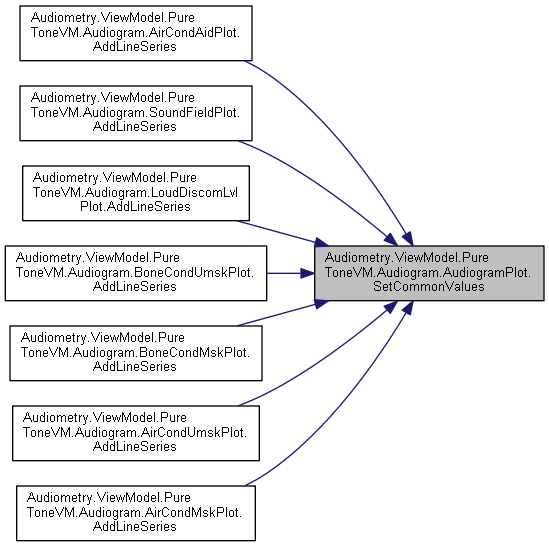 Audiometry.ViewModel.Pure
ToneVM.Audiogram.AirCondAidPlot.
AddLineSeries
Audiometry.ViewModel.Pure
ToneVM.Audiogram.SoundFieldPlot.
AddLineSeries
Audiometry.ViewModel.Pure
ToneVM.Audiogram.LoudDiscomLvl
Plot.AddLineSeries
Audiometry.ViewModel.Pure
ToneVM.Audiogram.BoneCondUmskPlot.
AddLineSeries
Audiometry.ViewModel.Pure
ToneVM.Audiogram.AudiogramPlot.
SetCommonValues
Audiometry.ViewModel.Pure
ToneVM.Audiogram.BoneCondMskPlot.
AddLineSeries
Audiometry.ViewModel.Pure
ToneVM.Audiogram.AirCondUmskPlot.
AddLineSeries
Audiometry.ViewModel.Pure
ToneVM.Audiogram.AirCondMskPlot.
AddLineSeries